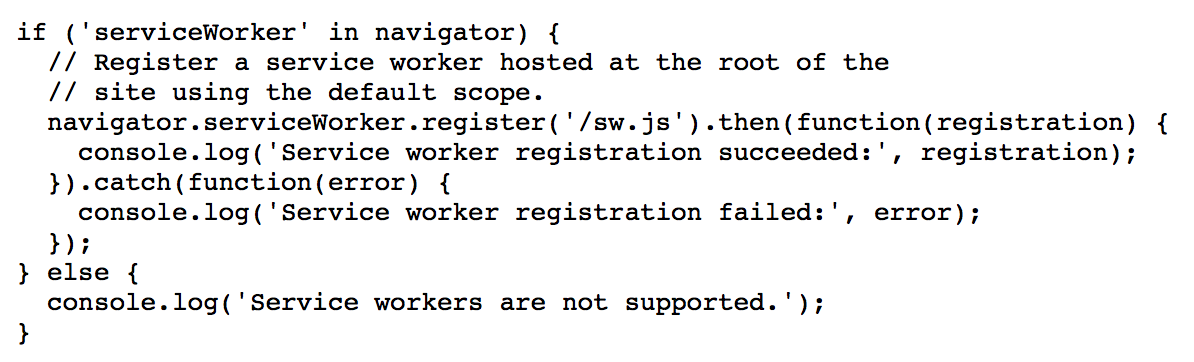 if ('serviceWorker' in navigator) {
  // Register a service worker hosted at the root of the
  // site using the default scope.
  navigator.serviceWorker.register('/sw.js').then(function(registration) {
    console.log('Service worker registration succeeded:', registration);
  }).catch(function(error) {
    console.log('Service worker registration failed:', error);
  });
} else {
  console.log('Service workers are not supported.');
}